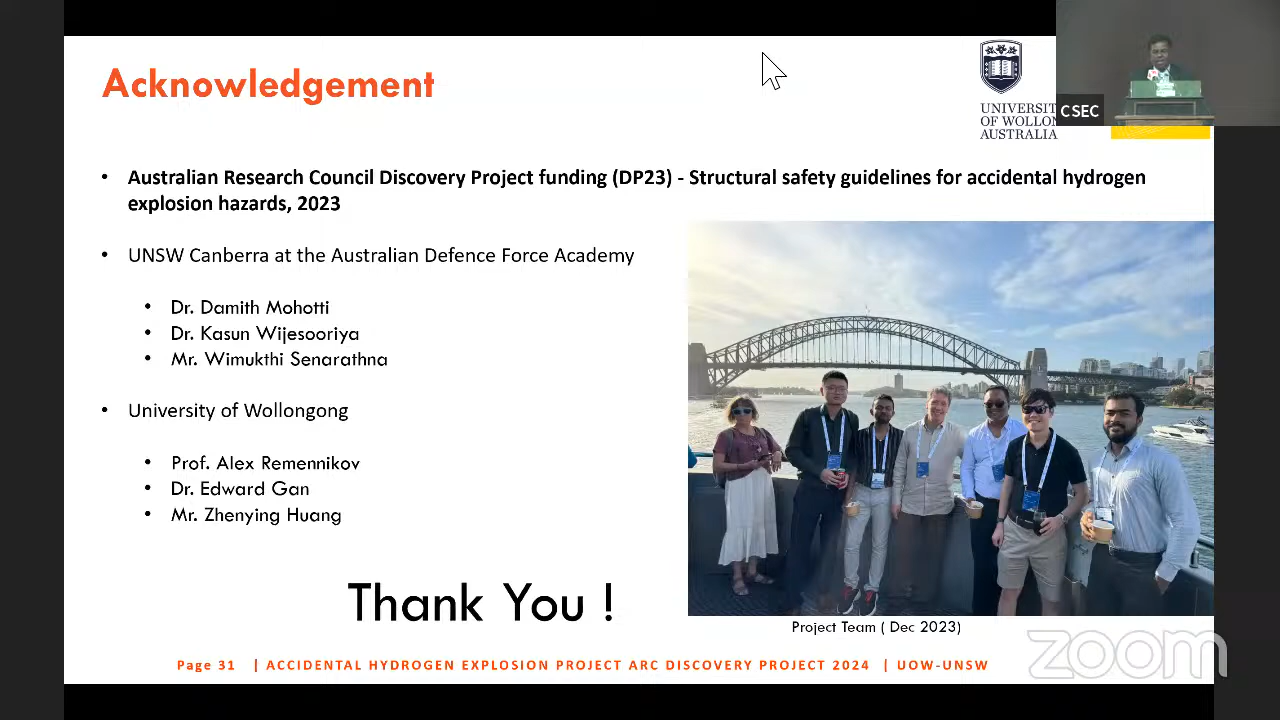 Acknowledgement
UNIVERSIT
OF WOLLON
AUSTRALIA
CSEC
• Australian Research Council Discovery Project funding (DP23) - Structural safety guidelines for accidental hydrogen
explosion hazards, 2023
• UNSW Canberra at the Australian Defence Force Academy
• Dr. Damith Mohotti
• Dr. Kasun Wijesooriya
• Mr. Wimukthi Senarathna
• University of Wollongong
• Prof. Alex Remennikov
• Dr. Edward Gan
• Mr. Zhenying Huang
Thank You !
Project Team ( Dec 2023)
Page 31 | ACCIDENTAL HYDROGEN EXPLOSION PROJECT ARC DISCOVERY PROJECT 2024 | UOW-UNSW
zoom